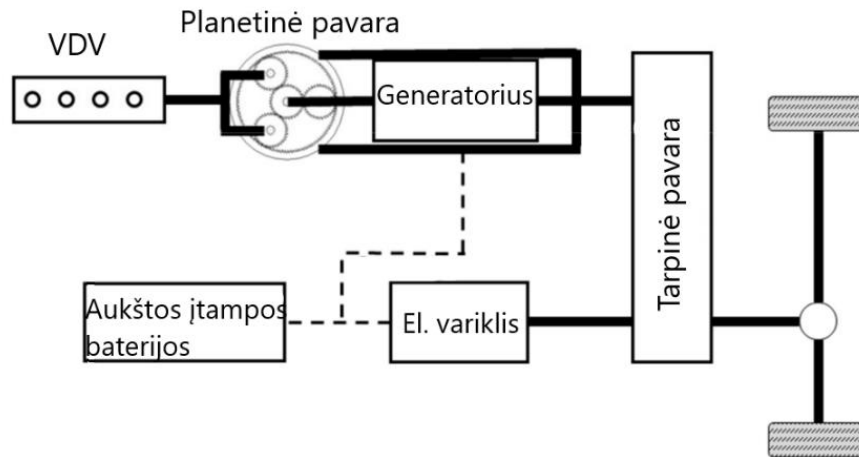 Planetinė pavara
VDV
Generatorius
Tarpinė pavara
Aukštos įtampos
baterijos
El. variklis